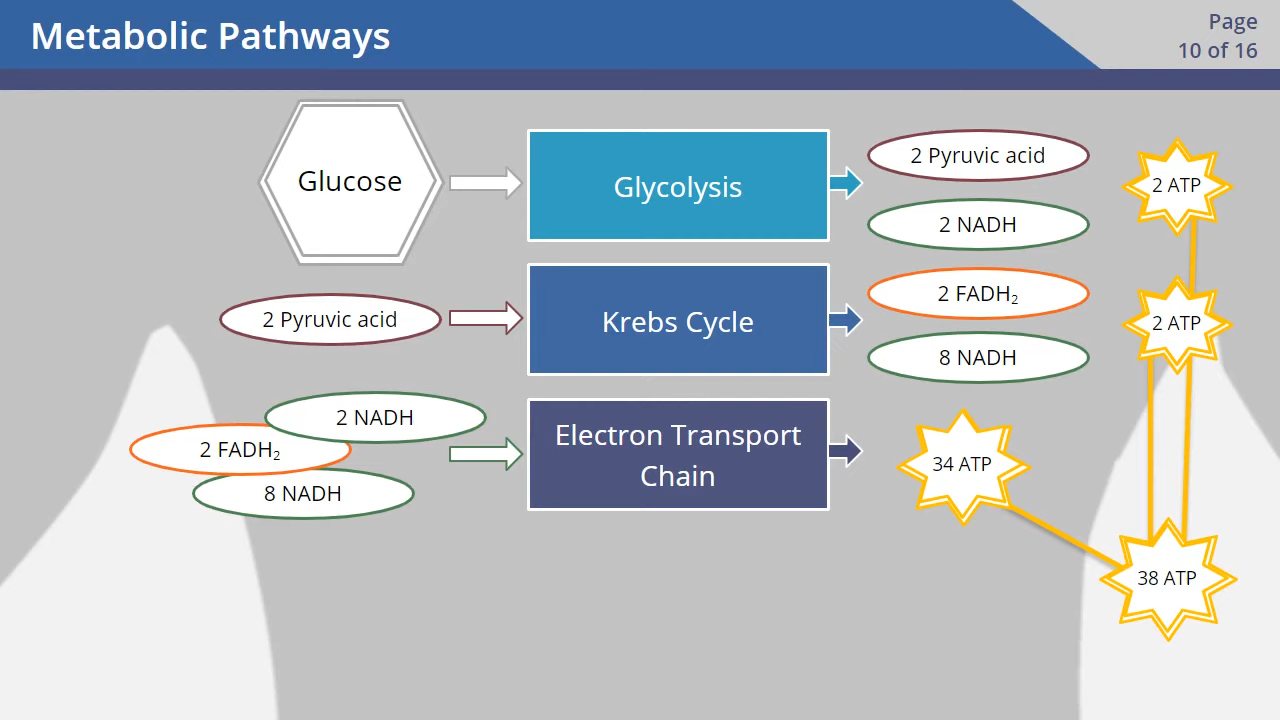 Metabolic Pathways
Page
10 of 16
Glucose
Glycolysis
2 Pyruvic acid
2 NADH
2 ATP
2 Pyruvic acid
Krebs Cycle
2 FADH₂
8 NADH
2 ATP
2 NADH
2 FADH₂
8 NADH
Electron Transport
Chain
34 ATP
38 ATP